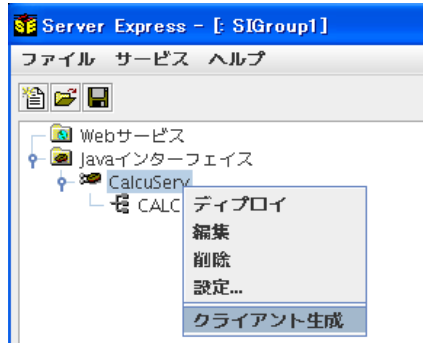 Server Express - [: SIGroup1]
ファイル サービス ヘルプ
Webサービス
Javaインターフェイス
CalcuServ
CALC
ディプロイ
編集
削除
設定...
クライアント生成